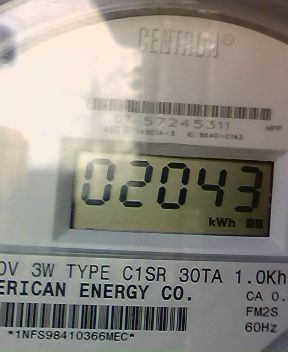 CENTRON®
57245311
HPP
02043
kWh
0V 3W TYPE C1SR 30TA 1.0Kh
ERICAN ENERGY CO.
CA 0.
FM2S
60Hz
*1NFS98410366MEC*